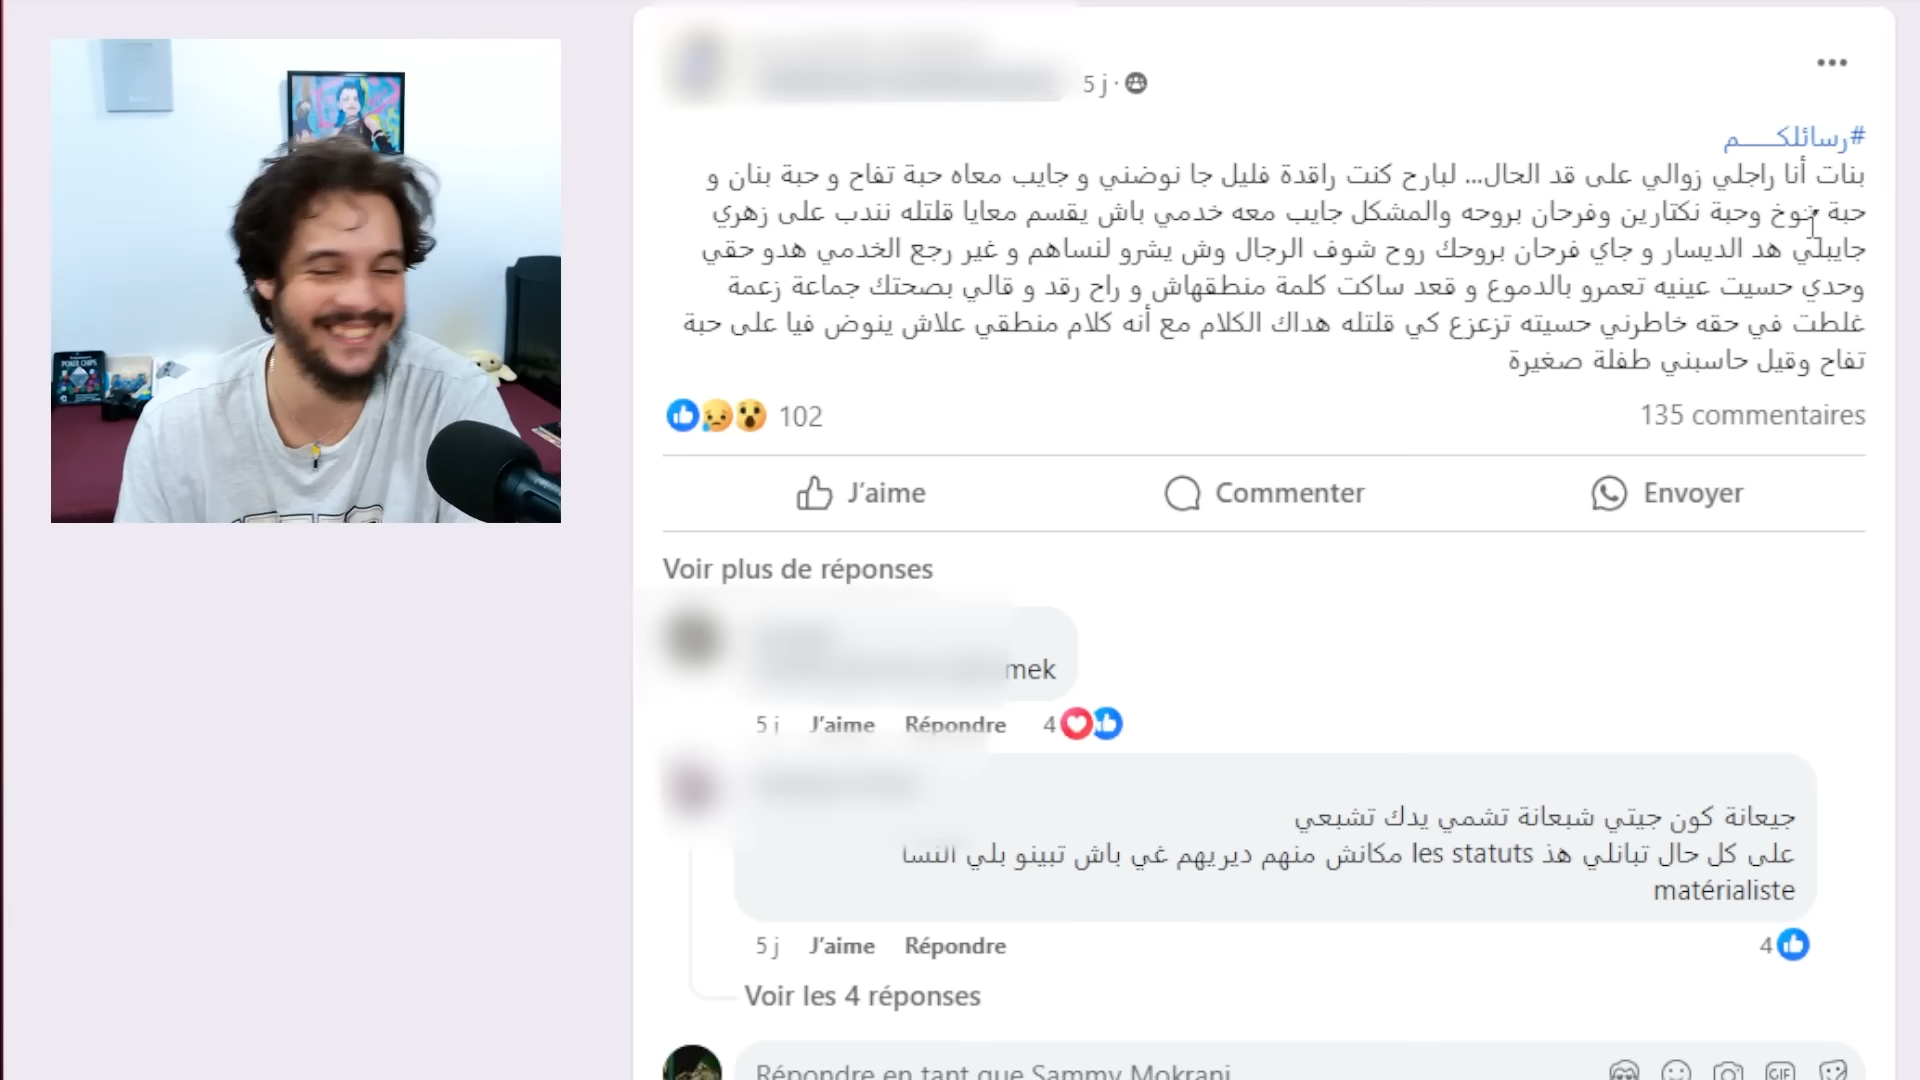 5 j ·
#رسائلكـــــم
بنات أنا راجلي زوالي على قد الحال... لبارح كنت راقدة فليل جا نوضني و جايب معاه حبة تفاح و حبة بنان و
حبة خوخ وحبة نكتارين وفرحان بروحه والمشكل جايب معه خدمي باش يقسم معايا قلتله نندب على زهري
جايبلي هد الديسار و جاي فرحان بروحك روح شوف الرجال وش يشرو لنساهم و غير رجع الخدمي هدو حقي
وحدي حسيت عينيه تعمرو بالدموع و قعد ساكت كلمة منطقهاش و راح رقد و قالي بصحتك جماعة زعمة
غلطت في حقه خاطرني حسيته تزعزع كي قلتله هداك الكلام مع أنه كلام منطقي علاش ينوض فيا على حبة
تفاح وقيل حاسبني طفلة صغيرة
102
135 commentaires
J'aime
Commenter
Envoyer
Voir plus de réponses
mek
5 j J'aime Répondre 4
جيعانة كون جيتي شبعانة تشمي يدك تشبعي
على كل حال تبانلي هذ les statuts مكانش منهم ديريهم غي باش تبينو بلي النسا
matérialiste
5 j J'aime Répondre 4
Voir les 4 réponses
Répondre en tant que Sammy Mokrani
GIF
POKER CHIPS